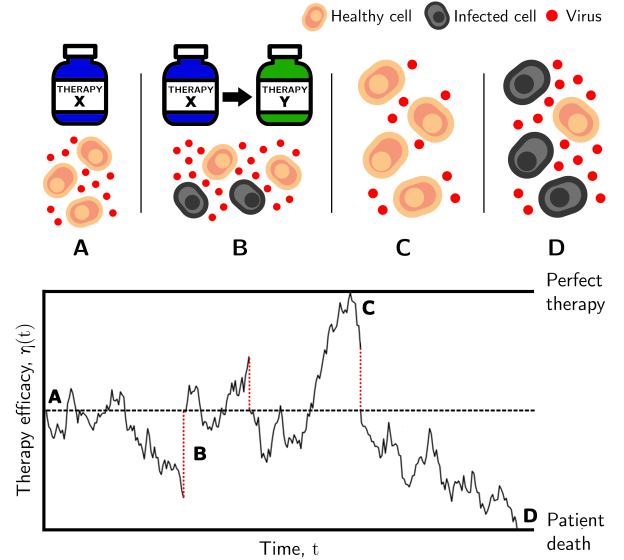 Healthy cell
Infected cell
Virus
THERAPY
X
THERAPY
X
THERAPY
Y
A
B
C
D
Perfect
therapy
Therapy efficacy, η(t)
A
B
C
D
Patient
death
Time, t